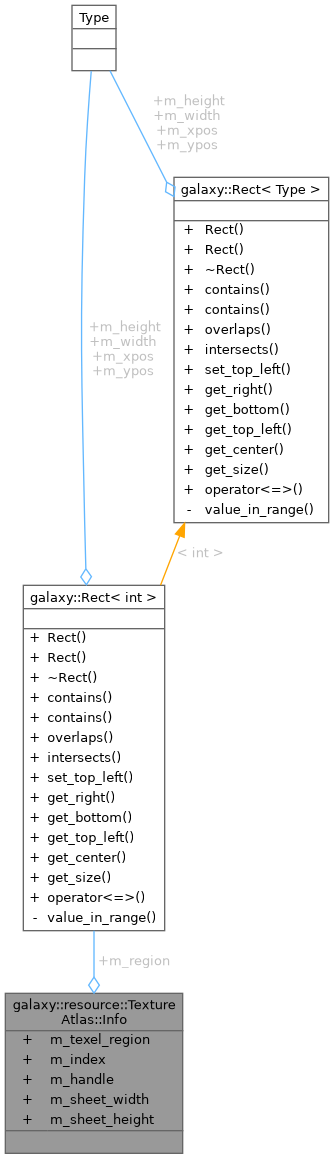 Type
+m_height
+m_width
+m_xpos
+m_ypos
galaxy::Rect< Type >
+ Rect()
+ Rect()
+ ~Rect()
+ contains()
+ contains()
+ overlaps()
+ intersects()
+ set_top_left()
+ get_right()
+ get_bottom()
+ get_top_left()
+ get_center()
+ get_size()
+ operator<=>()
- value_in_range()
+m_height
+m_width
+m_xpos
+m_ypos
< int >
galaxy::Rect< int >
+ Rect()
+ Rect()
+ ~Rect()
+ contains()
+ contains()
+ overlaps()
+ intersects()
+ set_top_left()
+ get_right()
+ get_bottom()
+ get_top_left()
+ get_center()
+ get_size()
+ operator<=>()
- value_in_range()
+m_region
galaxy::resource::Texture
Atlas::Info
+ m_texel_region
+ m_index
+ m_handle
+ m_sheet_width
+ m_sheet_height